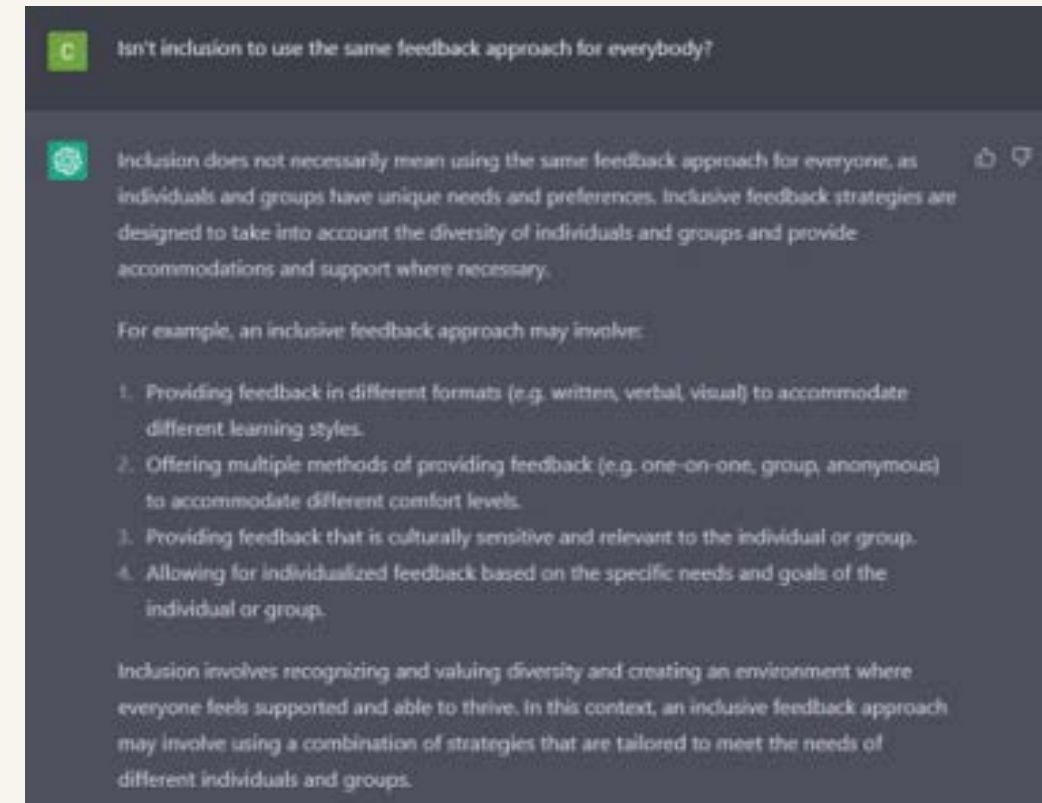 C
Isn't inclusion to use the same feedback approach for everybody?
Inclusion does not necessarily mean using the same feedback approach for everyone, as
individuals and groups have unique needs and preferences. Inclusive feedback strategies are
designed to take into account the diversity of individuals and groups and provide
accommodations and support where necessary.
For example, an inclusive feedback approach may involve:
1. Providing feedback in different formats (e.g. written, verbal, visual) to accommodate
different learning styles.
2. Offering multiple methods of providing feedback (e.g. one-on-one, group, anonymous)
to accommodate different comfort levels.
3. Providing feedback that is culturally sensitive and relevant to the individual or group.
4. Allowing for individualized feedback based on the specific needs and goals of the
individual or group.
Inclusion involves recognizing and valuing diversity and creating an environment where
everyone feels supported and able to thrive. In this context, an inclusive feedback approach
may involve using a combination of strategies that are tailored to meet the needs of
different individuals and groups.